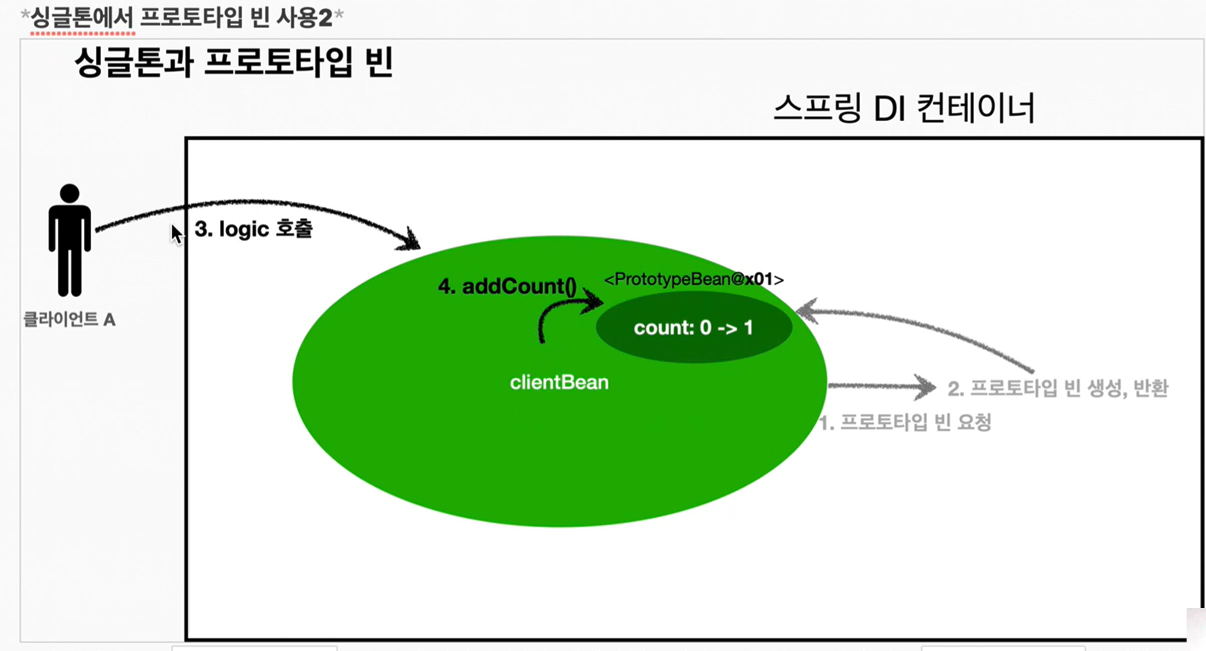 *싱글톤에서 프로토타입 빈 사용2*
싱글톤과 프로토타입 빈
스프링 DI 컨테이너
3. logic 호출
4. addCount()
<PrototypeBean@x01>
count: 0 -> 1
클라이언트 A
clientBean
2. 프로토타입 빈 생성, 반환
1. 프로토타입 빈 요청